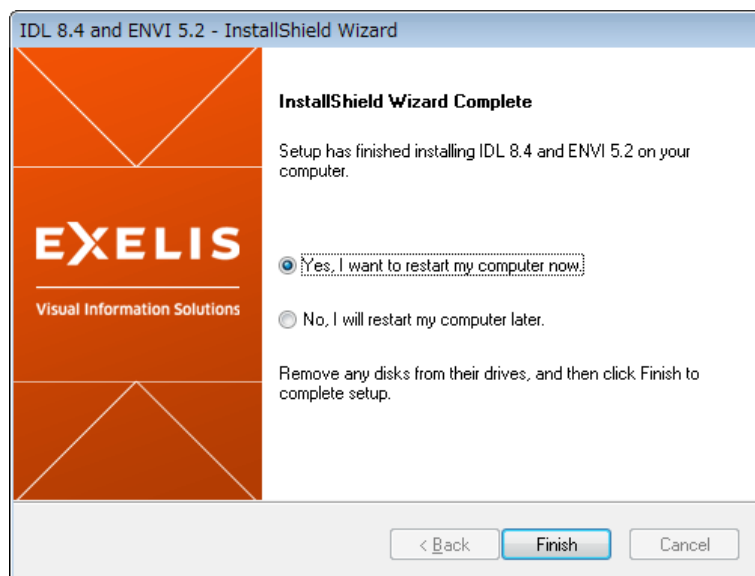 IDL 8.4 and ENVI 5.2 - InstallShield Wizard
InstallShield Wizard Complete
Setup has finished installing IDL 8.4 and ENVI 5.2 on your
computer.
EXELIS
Visual Information Solutions
Yes, I want to restart my computer now.
No, I will restart my computer later.
Remove any disks from their drives, and then click Finish to
complete setup.
< Back Finish Cancel